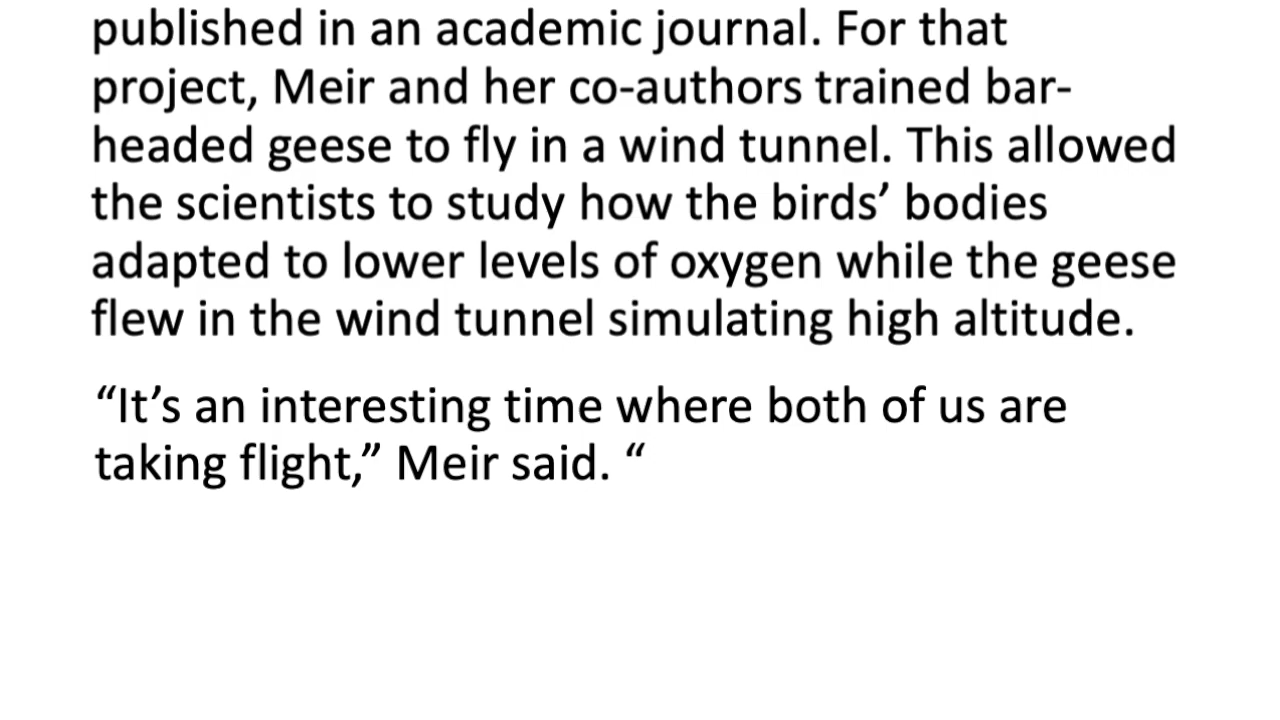 published in an academic journal. For that
project, Meir and her co-authors trained bar-
headed geese to fly in a wind tunnel. This allowed
the scientists to study how the birds’ bodies
adapted to lower levels of oxygen while the geese
flew in the wind tunnel simulating high altitude.
“It’s an interesting time where both of us are
taking flight,” Meir said. “